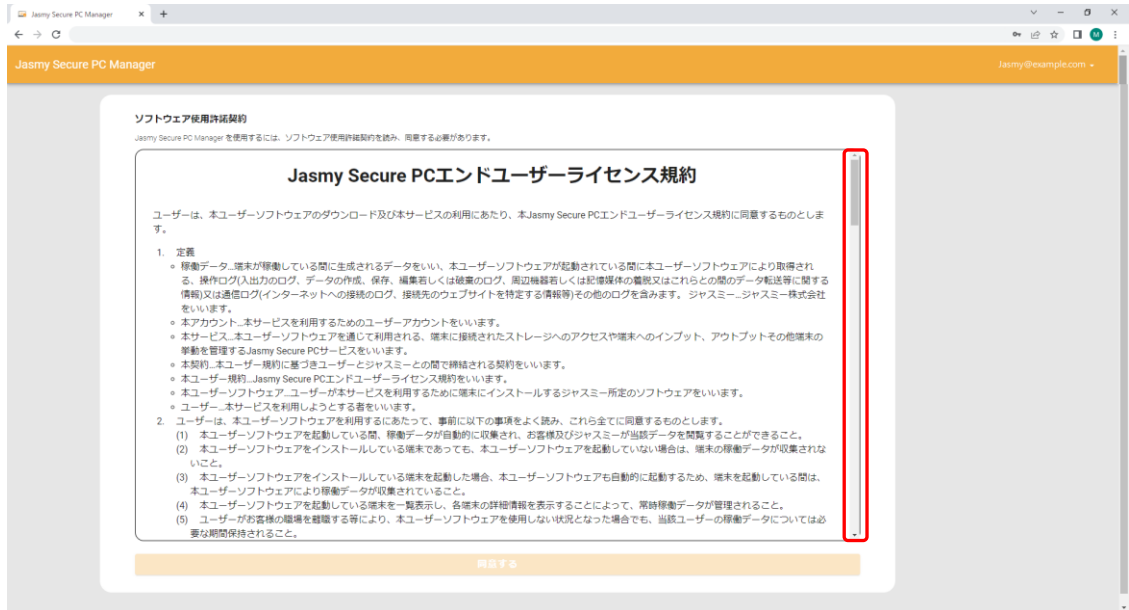 Jasmy Secure PC Manager
M
Jasmy Secure PC Manager
Jasmy@example.com
ソフトウェア使用許諾契約
Jasmy Secure PC Manager を使用するには、ソフトウェア使用許諾契約を読み、同意する必要があります。
Jasmy Secure PCエンドユーザーライセンス規約
ユーザーは、本ユーザーソフトウェアのダウンロード及び本サービスの利用にあたり、本Jasmy Secure PCエンドユーザーライセンス規約に同意するものとしま
す。
1. 定義
◦ 稼働データ…端末が稼働している間に生成されるデータをいい、本ユーザーソフトウェアが起動されている間に本ユーザーソフトウェアにより取得され
る、操作ログ(入出力のログ、データの作成、保存、編集若しくは破棄のログ、周辺機器若しくは記憶媒体の着脱又はこれらとの間のデータ転送等に関する
情報)又は通信ログ(インターネットへの接続のログ、接続先のウェブサイトを特定する情報等)その他のログを含みます。 ジャスミー…ジャスミー株式会社
をいいます。
◦ 本アカウント…本サービスを利用するためのユーザーアカウントをいいます。
◦ 本サービス…本ユーザーソフトウェアを通じて利用される、端末に接続されたストレージへのアクセスや端末へのインプット、アウトプットその他端末の
挙動を管理するJasmy Secure PCサービスをいいます。
◦ 本契約…本ユーザー規約に基づきユーザーとジャスミーとの間で締結される契約をいいます。
◦ 本ユーザー規約…Jasmy Secure PCエンドユーザーライセンス規約をいいます。
◦ 本ユーザーソフトウェア…ユーザーが本サービスを利用するために端末にインストールするジャスミー所定のソフトウェアをいいます。
◦ ユーザー…本サービスを利用しようとする者をいいます。
2. ユーザーは、本ユーザーソフトウェアを利用するにあたって、事前に以下の事項をよく読み、これら全てに同意するものとします。
(1) 本ユーザーソフトウェアを起動している間、稼働データが自動的に収集され、お客様及びジャスミーが当該データを閲覧することができること。
(2) 本ユーザーソフトウェアをインストールしている端末であっても、本ユーザーソフトウェアを起動していない場合は、端末の稼働データが収集されな
いこと。
(3) 本ユーザーソフトウェアをインストールしている端末を起動した場合、本ユーザーソフトウェアも自動的に起動するため、端末を起動している間は、
本ユーザーソフトウェアにより稼働データが収集されていること。
(4) 本ユーザーソフトウェアを起動している端末を一覧表示し、各端末の詳細情報を表示することによって、常時稼働データが管理されること。
(5) ユーザーがお客様の職場を離職する等により、本ユーザーソフトウェアを使用しない状況となった場合でも、当該ユーザーの稼働データについては必
要な期間保持されること。
同意する